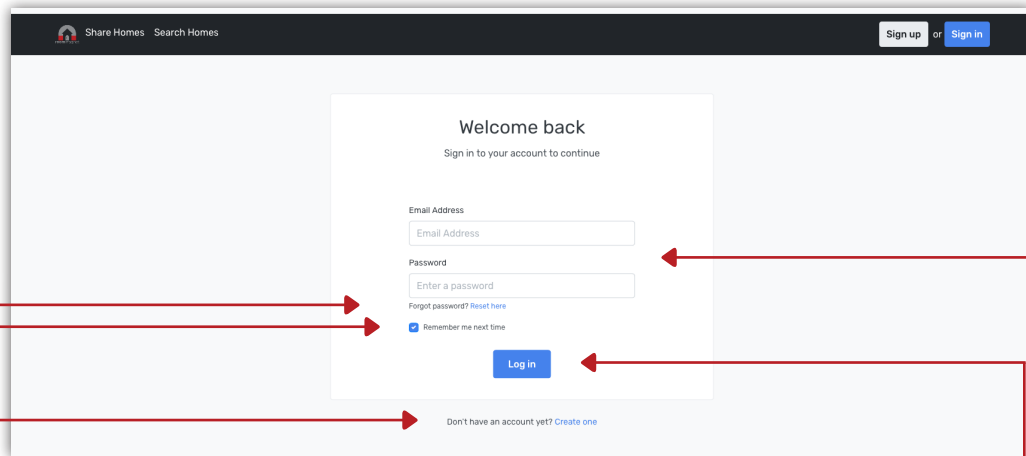 Share Homes Search Homes
Sign up or Sign in
Welcome back
Sign in to your account to continue
Email Address
Email Address
Password
Enter a password
Forgot password? Reset here
Remember me next time
Log in
Don't have an account yet? Create one